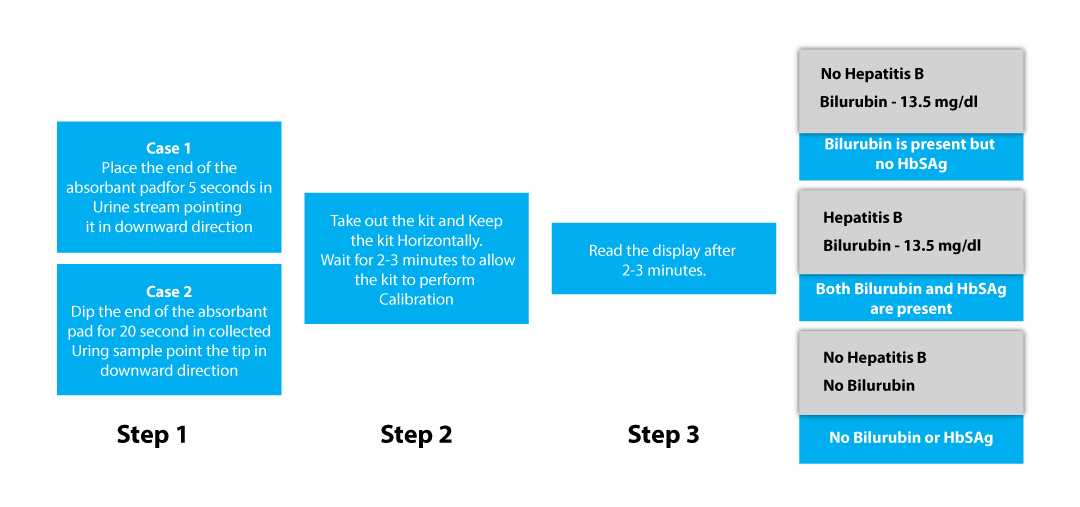 Case 1
Place the end of the
absorbant padfor 5 seconds in
Urine stream pointing
it in downward direction
Case 2
Dip the end of the absorbant
pad for 20 second in collected
Uring sample point the tip in
downward direction
Step 1
Take out the kit and Keep
the kit Horizontally.
Wait for 2-3 minutes to allow
the kit to perform
Calibration
Step 2
Read the display after
2-3 minutes.
Step 3
No Hepatitis B
Bilurubin - 13.5 mg/dl
Bilurubin is present but
no HbSAg
Hepatitis B
Bilurubin - 13.5 mg/dl
Both Bilurubin and HbSAg
are present
No Hepatitis B
No Bilurubin
No Bilurubin or HbSAg